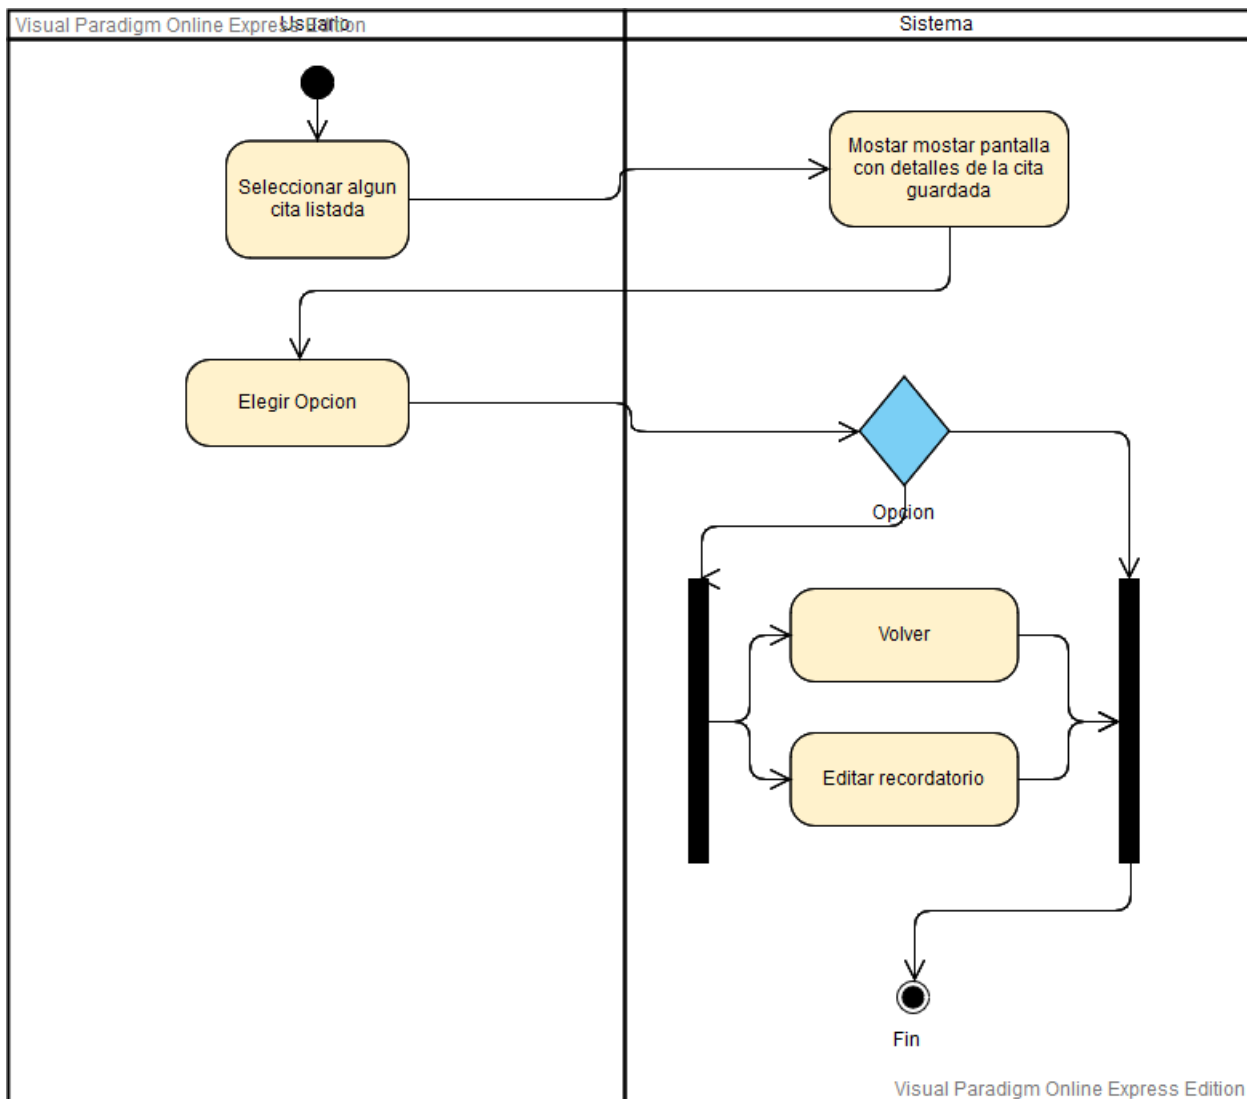 Visual Paradigm Online Express Edition
Usuario
Sistema
Seleccionar algun
cita listada
Mostar mostar pantalla
con detalles de la cita
guardada
Elegir Opcion
Opcion
Volver
Editar recordatorio
Fin
Visual Paradigm Online Express Edition